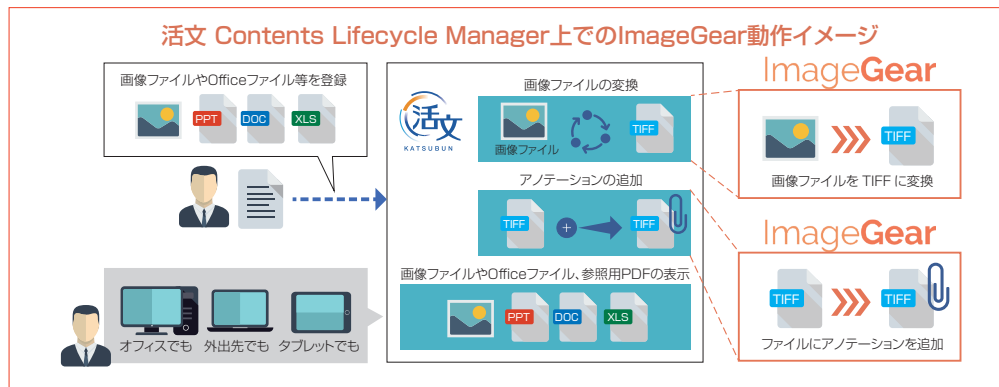 活文 Contents Lifecycle Manager上でのImageGear動作イメージ
画像ファイルやOfficeファイル等を登録
PPT DOC XLS
活文
KATSUBUN
画像ファイルの変換
画像ファイル
TIFF
アノテーションの追加
TIFF
TIFF
画像ファイルやOfficeファイル、参照用PDFの表示
PPT DOC XLS
オフィスでも 外出先でも タブレットでも
ImageGear
TIFF
画像ファイルを TIFF に変換
ImageGear
TIFF
TIFF
ファイルにアノテーションを追加